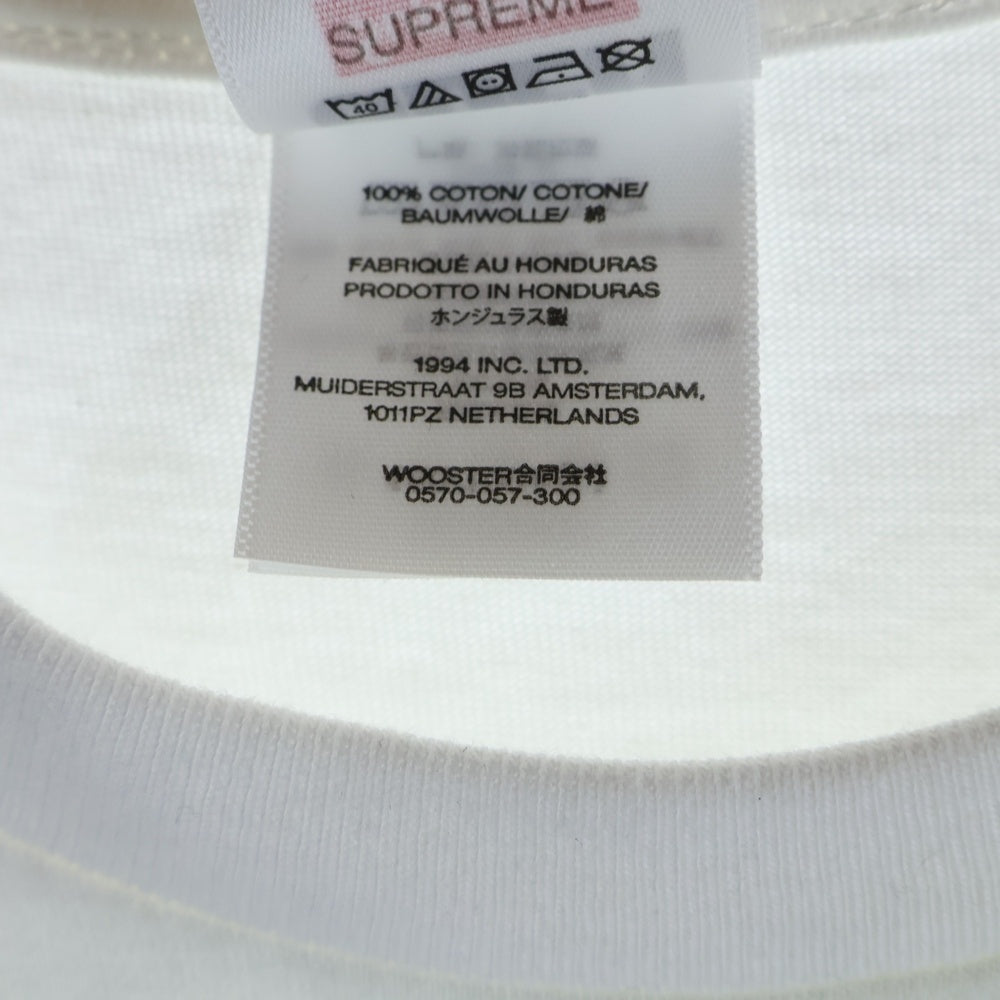 SUPREME
40
100% COTON/ COTONE/
BAUMWOLLE/ 綿
FABRIQUÉ AU HONDURAS
PRODOTTO IN HONDURAS
ホンジュラス製
1994 INC. LTD.
MUIDERSTRAAT 9B AMSTERDAM,
1011PZ NETHERLANDS
WOOSTER合同会社
0570-057-300